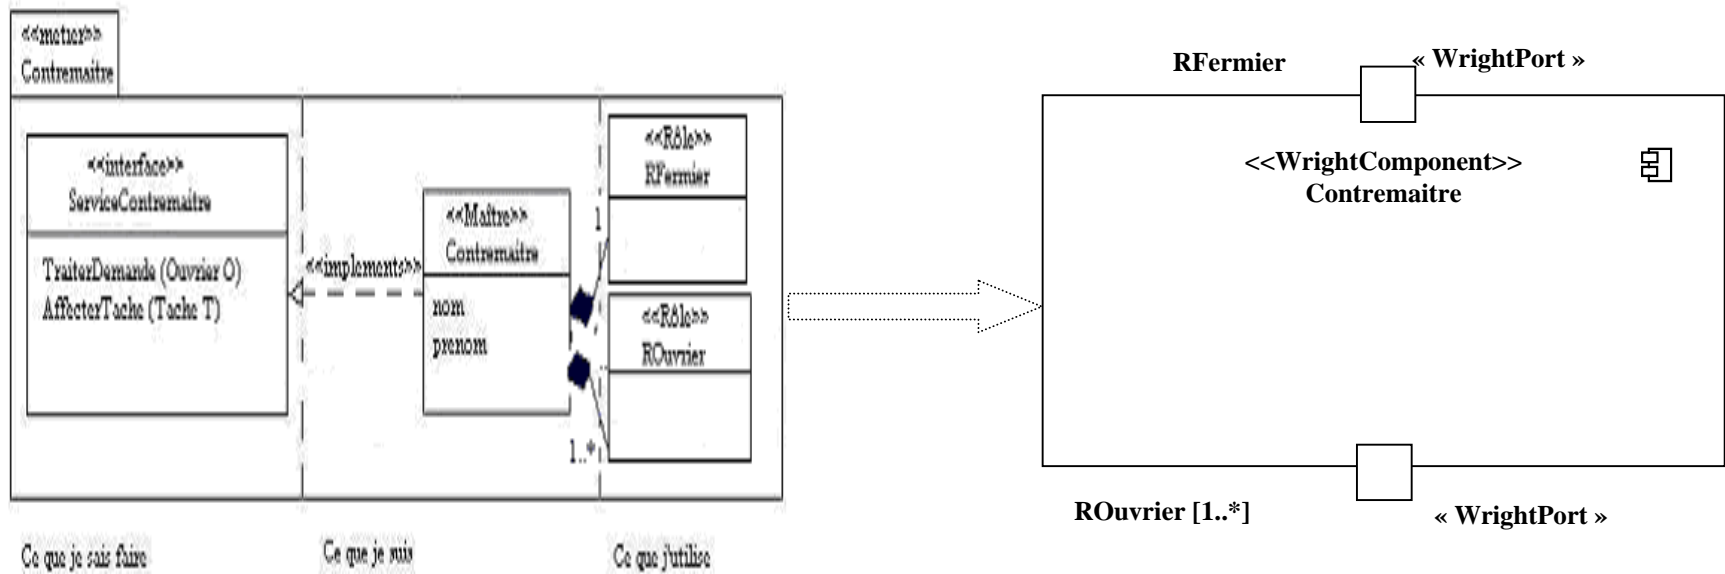 <<metier>>
Contremaitre
<<interface>>
ServiceContremaitre
TraiterDemande (Ouvrier O)
AffecterTache (Tache T)
<<implements>>
<<Maître>>
Contremaitre
nom
prenom
<<Rôle>>
RFermier
1
<<Rôle>>
ROuvrier
1..*
Ce que je sais faire
Ce que je suis
Ce que j'utilise
RFermier
« WrightPort »
<<WrightComponent>>
Contremaitre
ROuvrier [1..*]
« WrightPort »